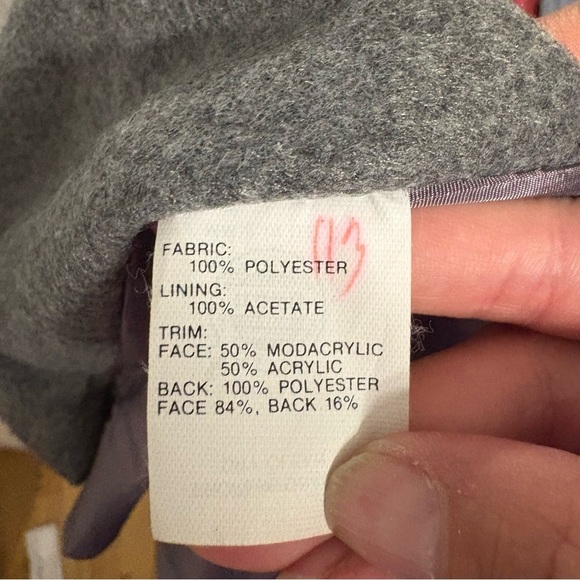 FABRIC:
100% POLYESTER
LINING:
100% ACETATE
TRIM:
FACE: 50% MODACRYLIC
50% ACRYLIC
BACK: 100% POLYESTER
FACE 84%, BACK 16%